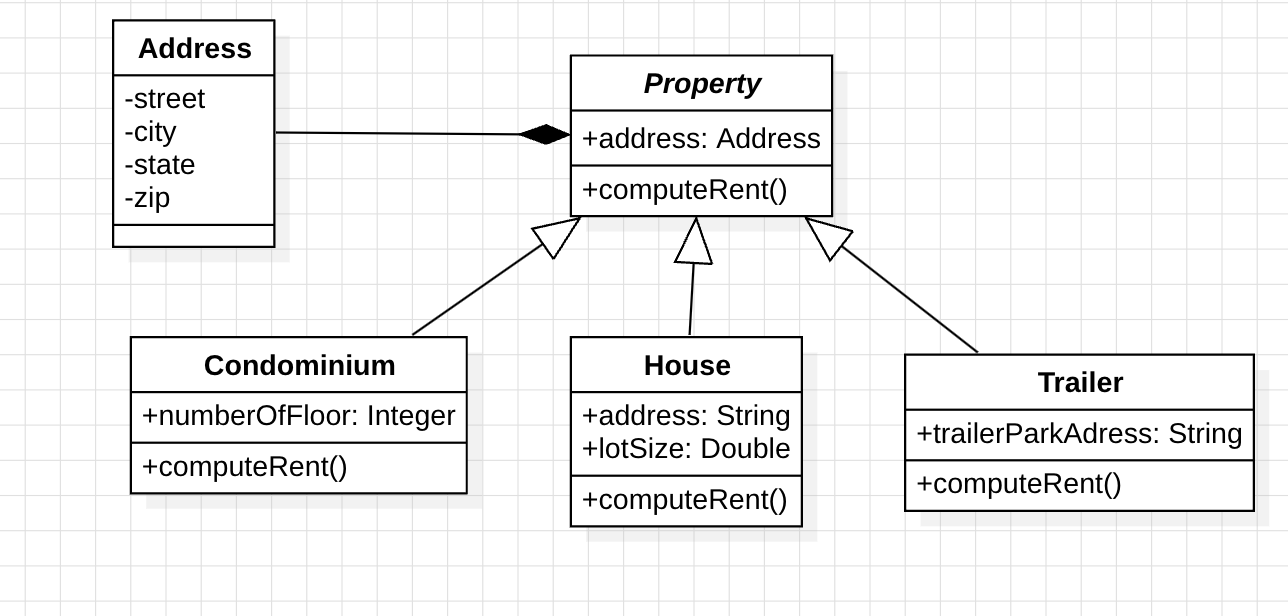 Address
-street
-city
-state
-zip
Property
+address: Address
+computeRent()
Condominium
+numberOfFloor: Integer
+computeRent()
House
+address: String
+lotSize: Double
+computeRent()
Trailer
+trailerParkAdress: String
+computeRent()